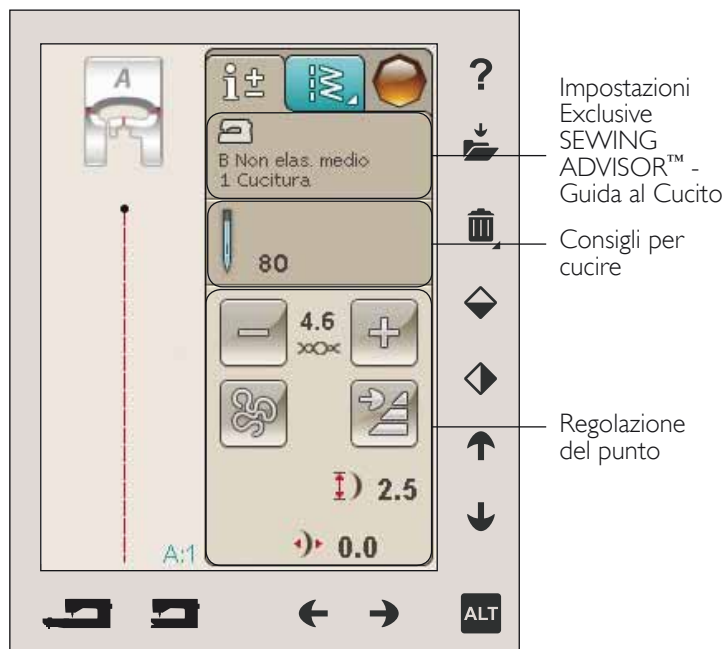 A
B Non elas. medio
1 Cucitura
80
4.6
2.5
0.0
A:1
?
ALT
Impostazioni
Exclusive
SEWING
ADVISOR™ -
Guida al Cucito
Consigli per
cucire
Regolazione
del punto